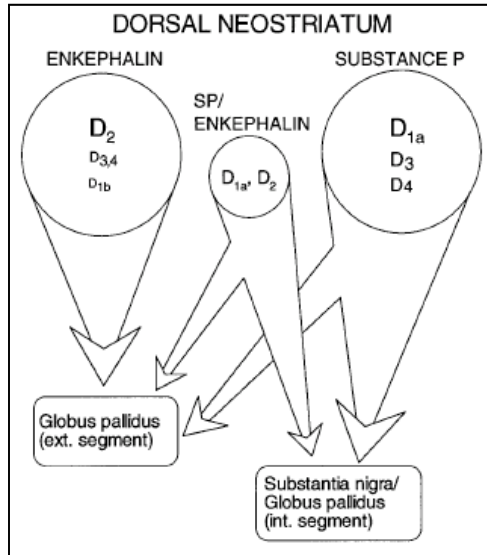 DORSAL NEOSTRIATUM
ENKEPHALIN
SUBSTANCE P
SP/
ENKEPHALIN
D2
D3,4
D1b
D1a, D2
D1a
D3
D4
Globus pallidus
(ext. segment)
Substantia nigra/
Globus pallidus
(int. segment)